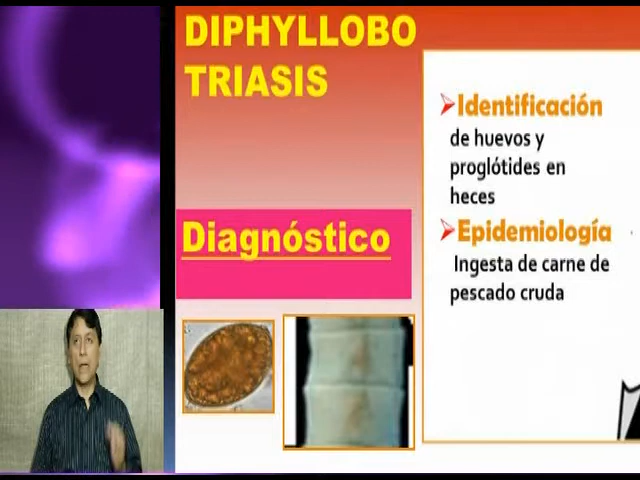 DIPHYLLOBO
TRIASIS
Diagnóstico
Identificación
de huevos y
proglótides en
heces
Epidemiología
Ingesta de carne de
pescado cruda